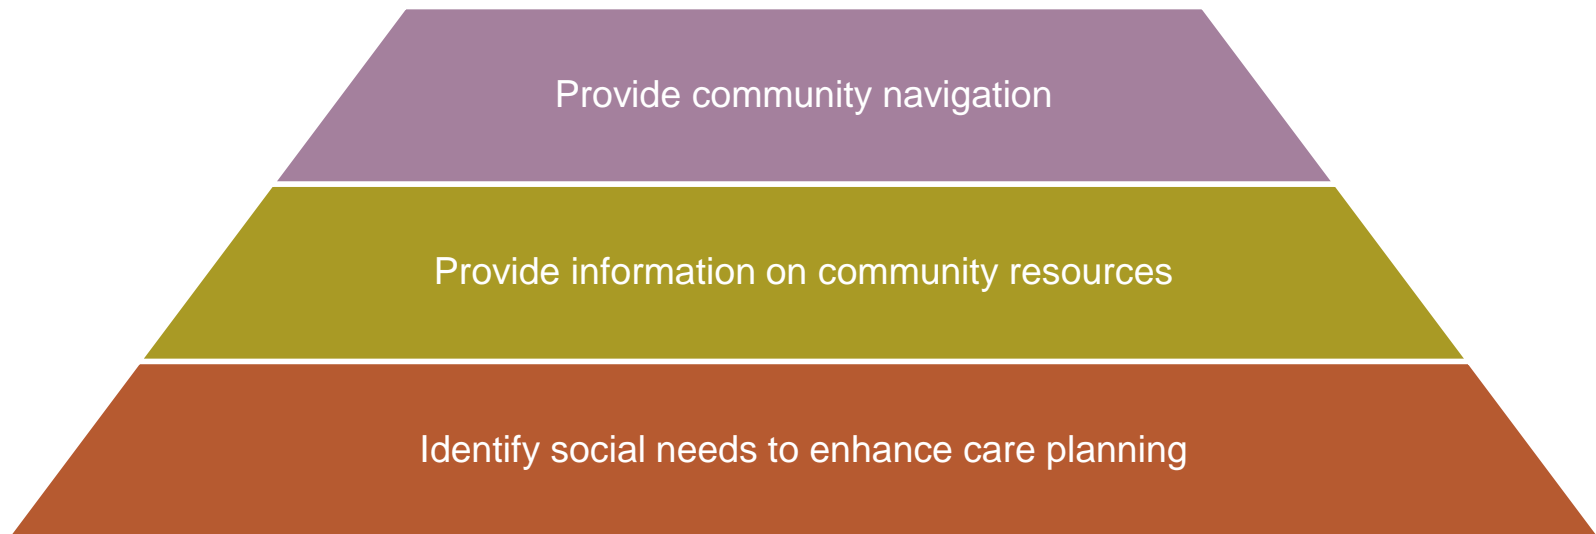 Provide community navigation
Provide information on community resources
Identify social needs to enhance care planning